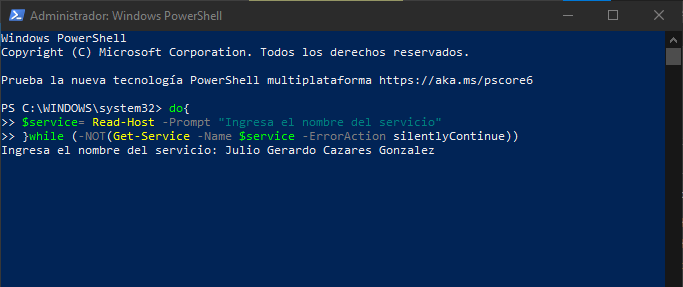 Administrador: Windows PowerShell
Windows PowerShell
Copyright (C) Microsoft Corporation. Todos los derechos reservados.
Prueba la nueva tecnología PowerShell multiplataforma https://aka.ms/pscore6
PS C:\WINDOWS\system32> do{
>> $service= Read-Host -Prompt "Ingresa el nombre del servicio"
>> }while (-NOT(Get-Service -Name $service -ErrorAction silentlyContinue))
Ingresa el nombre del servicio: Julio Gerardo Cazares Gonzalez